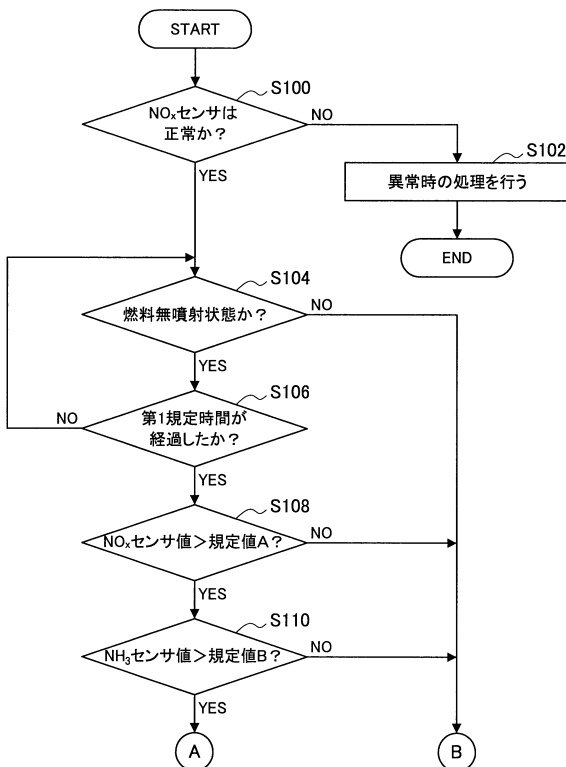 START
S100
NOxセンサは
正常か?
NO
YES
S102
異常時の処理を行う
END
S104
燃料無噴射状態か?
NO
YES
S106
第1規定時間が
経過したか?
NO
YES
S108
NOxセンサ値>規定値A?
NO
YES
S110
NH3センサ値>規定値B?
NO
YES
A
B